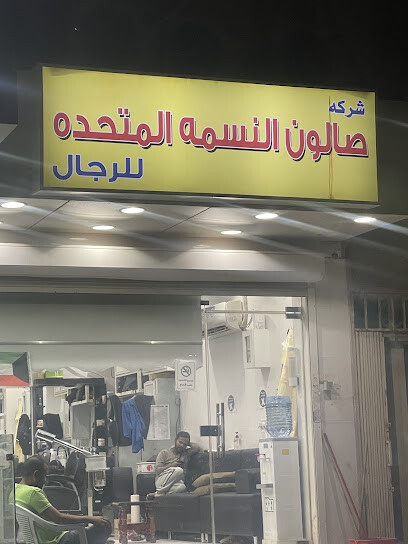 شركه
صالون النسمه المتحده
للرجال